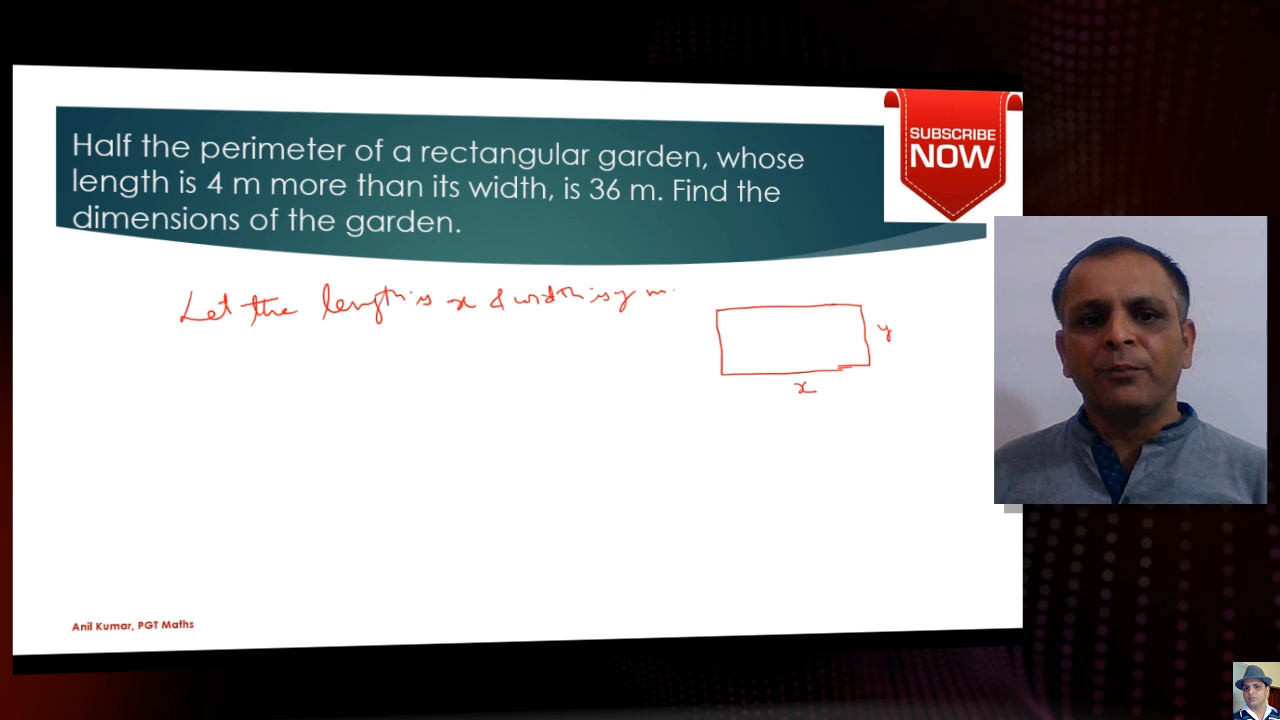 Half the perimeter of a rectangular garden, whose
length is 4 m more than its width, is 36 m. Find the
dimensions of the garden.
SUBSCRIBE
NOW
Let the length is x & width is y m.
y
x
Anil Kumar, PGT Maths